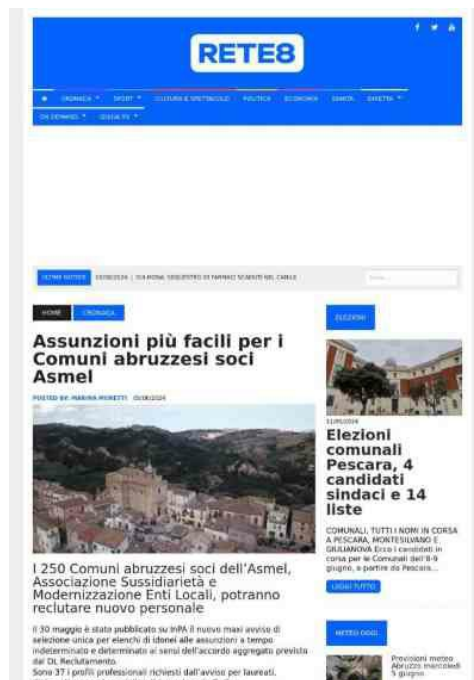 RETE8
CRONACA SPORT CULTURA E SPETTACOLO POLITICA ECONOMIA SANITÀ DIRETTA
ON DEMAND GUIDA TV
ULTIME NOTIZIE
HOME CRONACA
Assunzioni più facili per i
Comuni abruzzesi soci
Asmel
POSTED BY: MARINA MORETTI 05/06/2024
I 250 Comuni abruzzesi soci dell'Asmel,
Associazione Sussidiarietà e
Modernizzazione Enti Locali, potranno
reclutare nuovo personale
Il 30 maggio è stato pubblicato su InPA il nuovo maxi avviso di
selezione unica per elenchi di idonei alle assunzioni a tempo
indeterminato e determinato ai sensi dell'accordo aggregato previsto
dal DL Reclutamento.
Sono 37 i profili professionali richiesti dall'avviso per laureati,
ELEZIONI
Elezioni
comunali
Pescara, 4
candidati
sindaci e 14
liste
COMUNALI, TUTTI I NOMI IN CORSA
A PESCARA, MONTESILVANO E
GIULIANOVA Ecco i candidati in
corsa per le Comunali dell'8-9
giugno, a partire da Pescara...
LEGGI TUTTO
METEO OGGI
Previsioni meteo
Abruzzo mercoledì
5 giugno